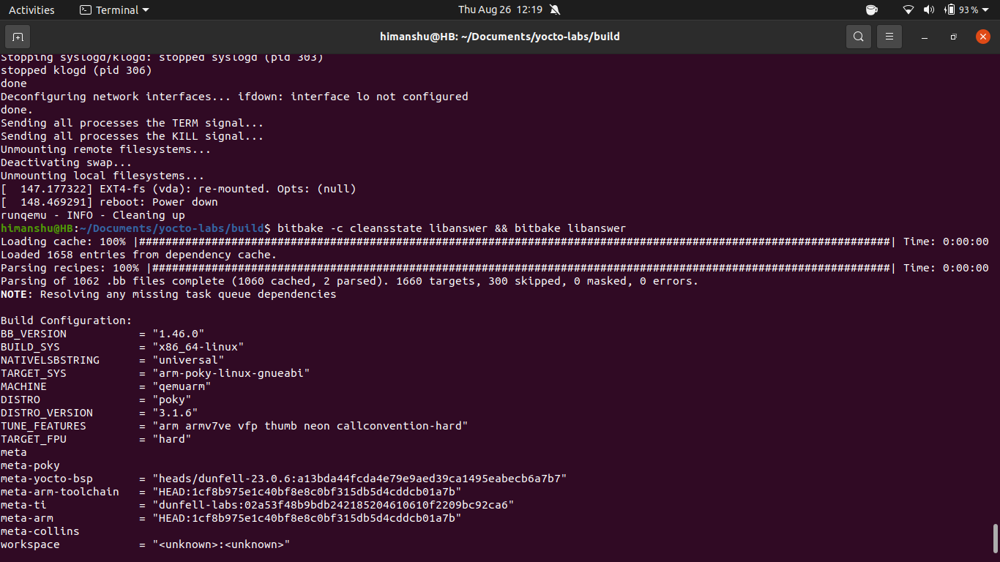 Activities Terminal Thu Aug 26 12:19 93 %
himanshu@HB: ~/Documents/yocto-labs/build
Stopping syslogd/klogd: stopped syslogd (pid 303)
stopped klogd (pid 306)
done
Deconfiguring network interfaces... ifdown: interface lo not configured
done.
Sending all processes the TERM signal...
Sending all processes the KILL signal...
Unmounting remote filesystems...
Deactivating swap...
Unmounting local filesystems...
[  147.177322] EXT4-fs (vda): re-mounted. Opts: (null)
[  148.469291] reboot: Power down
runqemu - INFO - Cleaning up
himanshu@HB:~/Documents/yocto-labs/build$ bitbake -c cleansstate libanswer && bitbake libanswer
Loading cache: 100% |##################################################################################################################| Time: 0:00:00
Loaded 1658 entries from dependency cache.
Parsing recipes: 100% |################################################################################################################| Time: 0:00:00
Parsing of 1062 .bb files complete (1060 cached, 2 parsed). 1660 targets, 300 skipped, 0 masked, 0 errors.
NOTE: Resolving any missing task queue dependencies
Build Configuration:
BB_VERSION           = "1.46.0"
BUILD_SYS            = "x86_64-linux"
NATIVELSBSTRING      = "universal"
TARGET_SYS           = "arm-poky-linux-gnueabi"
MACHINE              = "qemuarm"
DISTRO               = "poky"
DISTRO_VERSION       = "3.1.6"
TUNE_FEATURES        = "arm armv7ve vfp thumb neon callconvention-hard"
TARGET_FPU           = "hard"
meta
meta-poky
meta-yocto-bsp       = "heads/dunfell-23.0.6:a13bda44fcda4e79e9aed39ca1495eabecb6a7b7"
meta-arm-toolchain   = "HEAD:1cf8b975e1c40bf8e8c0bf315db5d4cddcb01a7b"
meta-ti              = "dunfell-labs:02a53f48b9bdb242185204610610f2209bc92ca6"
meta-arm             = "HEAD:1cf8b975e1c40bf8e8c0bf315db5d4cddcb01a7b"
meta-collins
workspace            = "<unknown>:<unknown>"